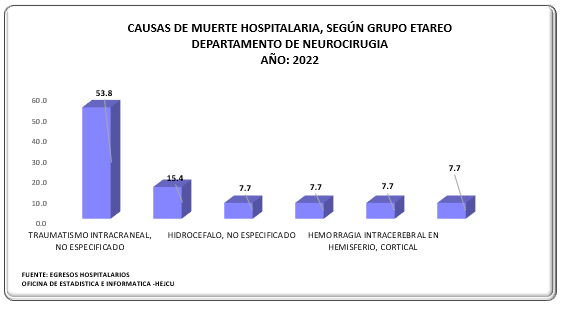 CAUSAS DE MUERTE HOSPITALARIA, SEGÚN GRUPO ETAREO
DEPARTAMENTO DE NEUROCIRUGIA
AÑO: 2022
53.8
60.0
50.0
40.0
30.0
20.0
10.0
0.0
15.4
7.7
7.7
7.7
7.7
TRAUMATISMO INTRACRANEAL,
NO ESPECIFICADO
HIDROCEFALO, NO ESPECIFICADO
HEMORRAGIA INTRACEREBRAL EN
HEMISFERIO, CORTICAL
FUENTE: EGRESOS HOSPITALARIOS
OFICINA DE ESTADISTICA E INFORMATICA -HEJCU